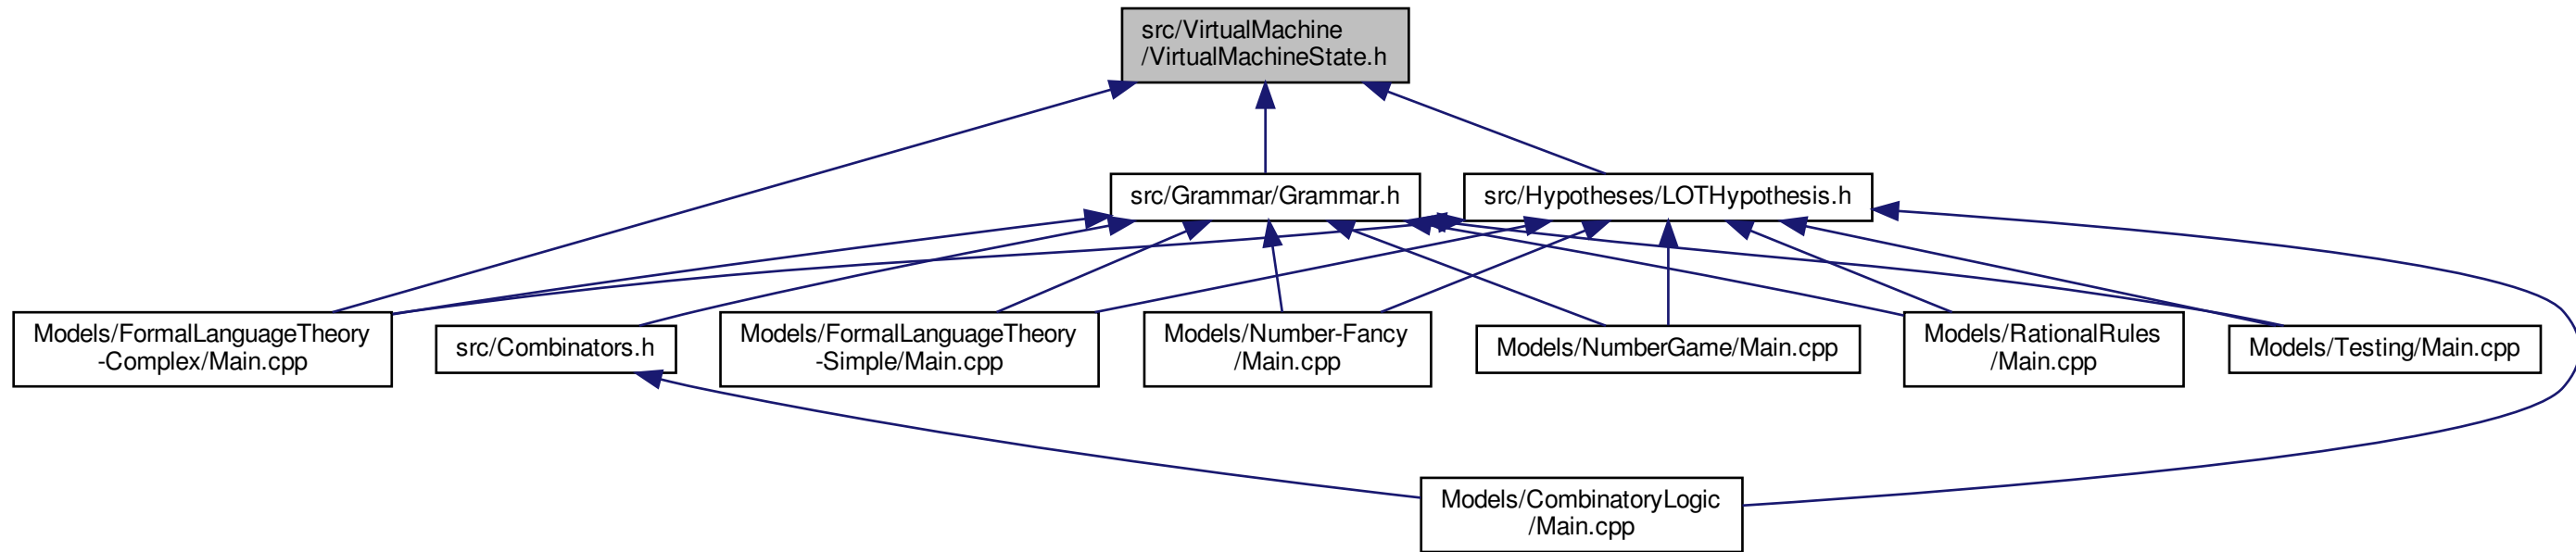 src/VirtualMachine
/VirtualMachineState.h
src/Grammar/Grammar.h
src/Hypotheses/LOTHypothesis.h
Models/FormalLanguageTheory
-Complex/Main.cpp
src/Combinators.h
Models/FormalLanguageTheory
-Simple/Main.cpp
Models/Number-Fancy
/Main.cpp
Models/NumberGame/Main.cpp
Models/RationalRules
/Main.cpp
Models/Testing/Main.cpp
Models/CombinatoryLogic
/Main.cpp